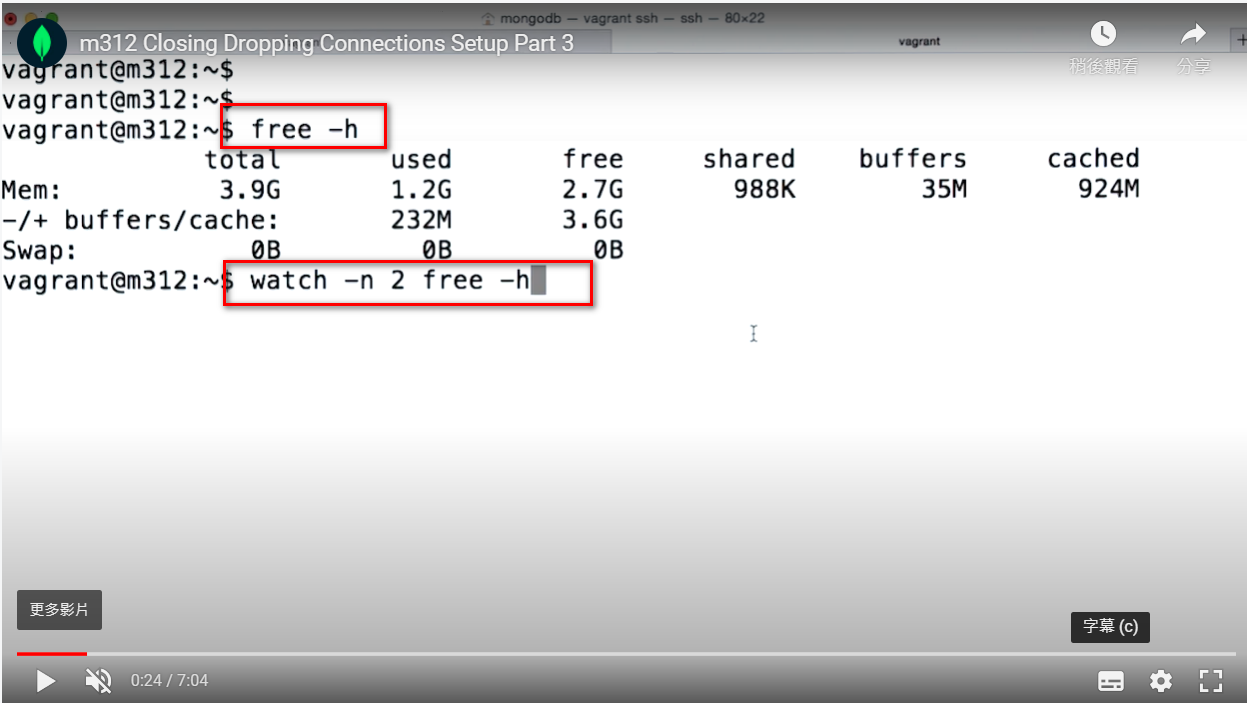 mongodb — vagrant ssh — ssh — 80×22
m312 Closing Dropping Connections Setup Part 3
vagrant
稍後觀看
分享
vagrant@m312:~$
vagrant@m312:~$
vagrant@m312:~$ free -h
total used free shared buffers cached
Mem: 3.9G 1.2G 2.7G 988K 35M 924M
-/+ buffers/cache: 232M 3.6G
Swap: 0B 0B 0B
vagrant@m312:~$ watch -n 2 free -h
更多影片
字幕 (c)
0:24 / 7:04